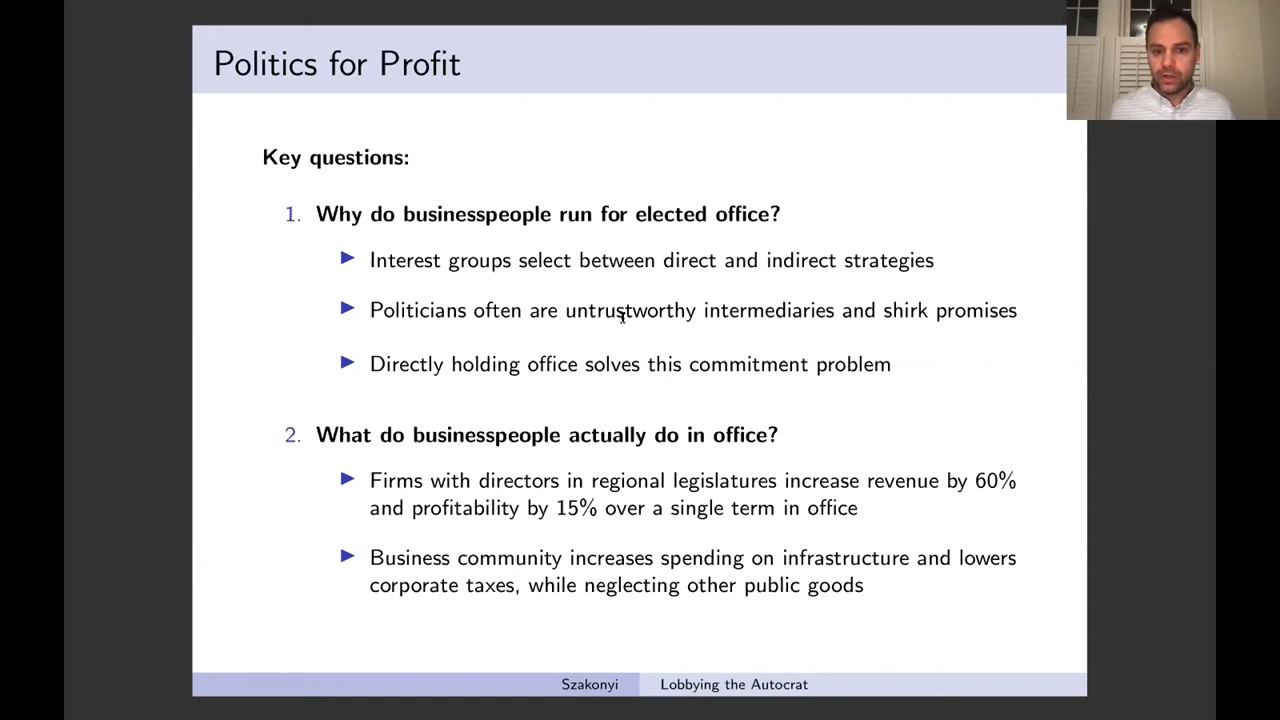 Politics for Profit
Key questions:
1. Why do businesspeople run for elected office?
▶ Interest groups select between direct and indirect strategies
▶ Politicians often are untrustworthy intermediaries and shirk promises
▶ Directly holding office solves this commitment problem
2. What do businesspeople actually do in office?
▶ Firms with directors in regional legislatures increase revenue by 60%
and profitability by 15% over a single term in office
▶ Business community increases spending on infrastructure and lowers
corporate taxes, while neglecting other public goods
Szakonyi Lobbying the Autocrat